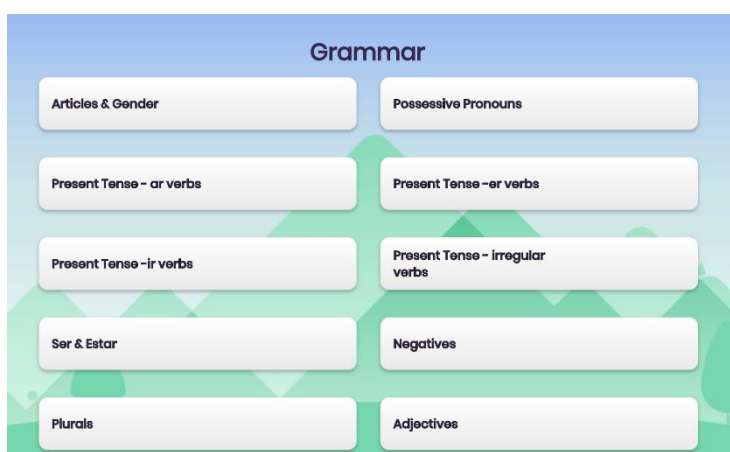 Grammar
Articles & Gender
Possessive Pronouns
Present Tense - ar verbs
Present Tense -er verbs
Present Tense -ir verbs
Present Tense - irregular
verbs
Ser & Estar
Negatives
Plurals
Adjectives